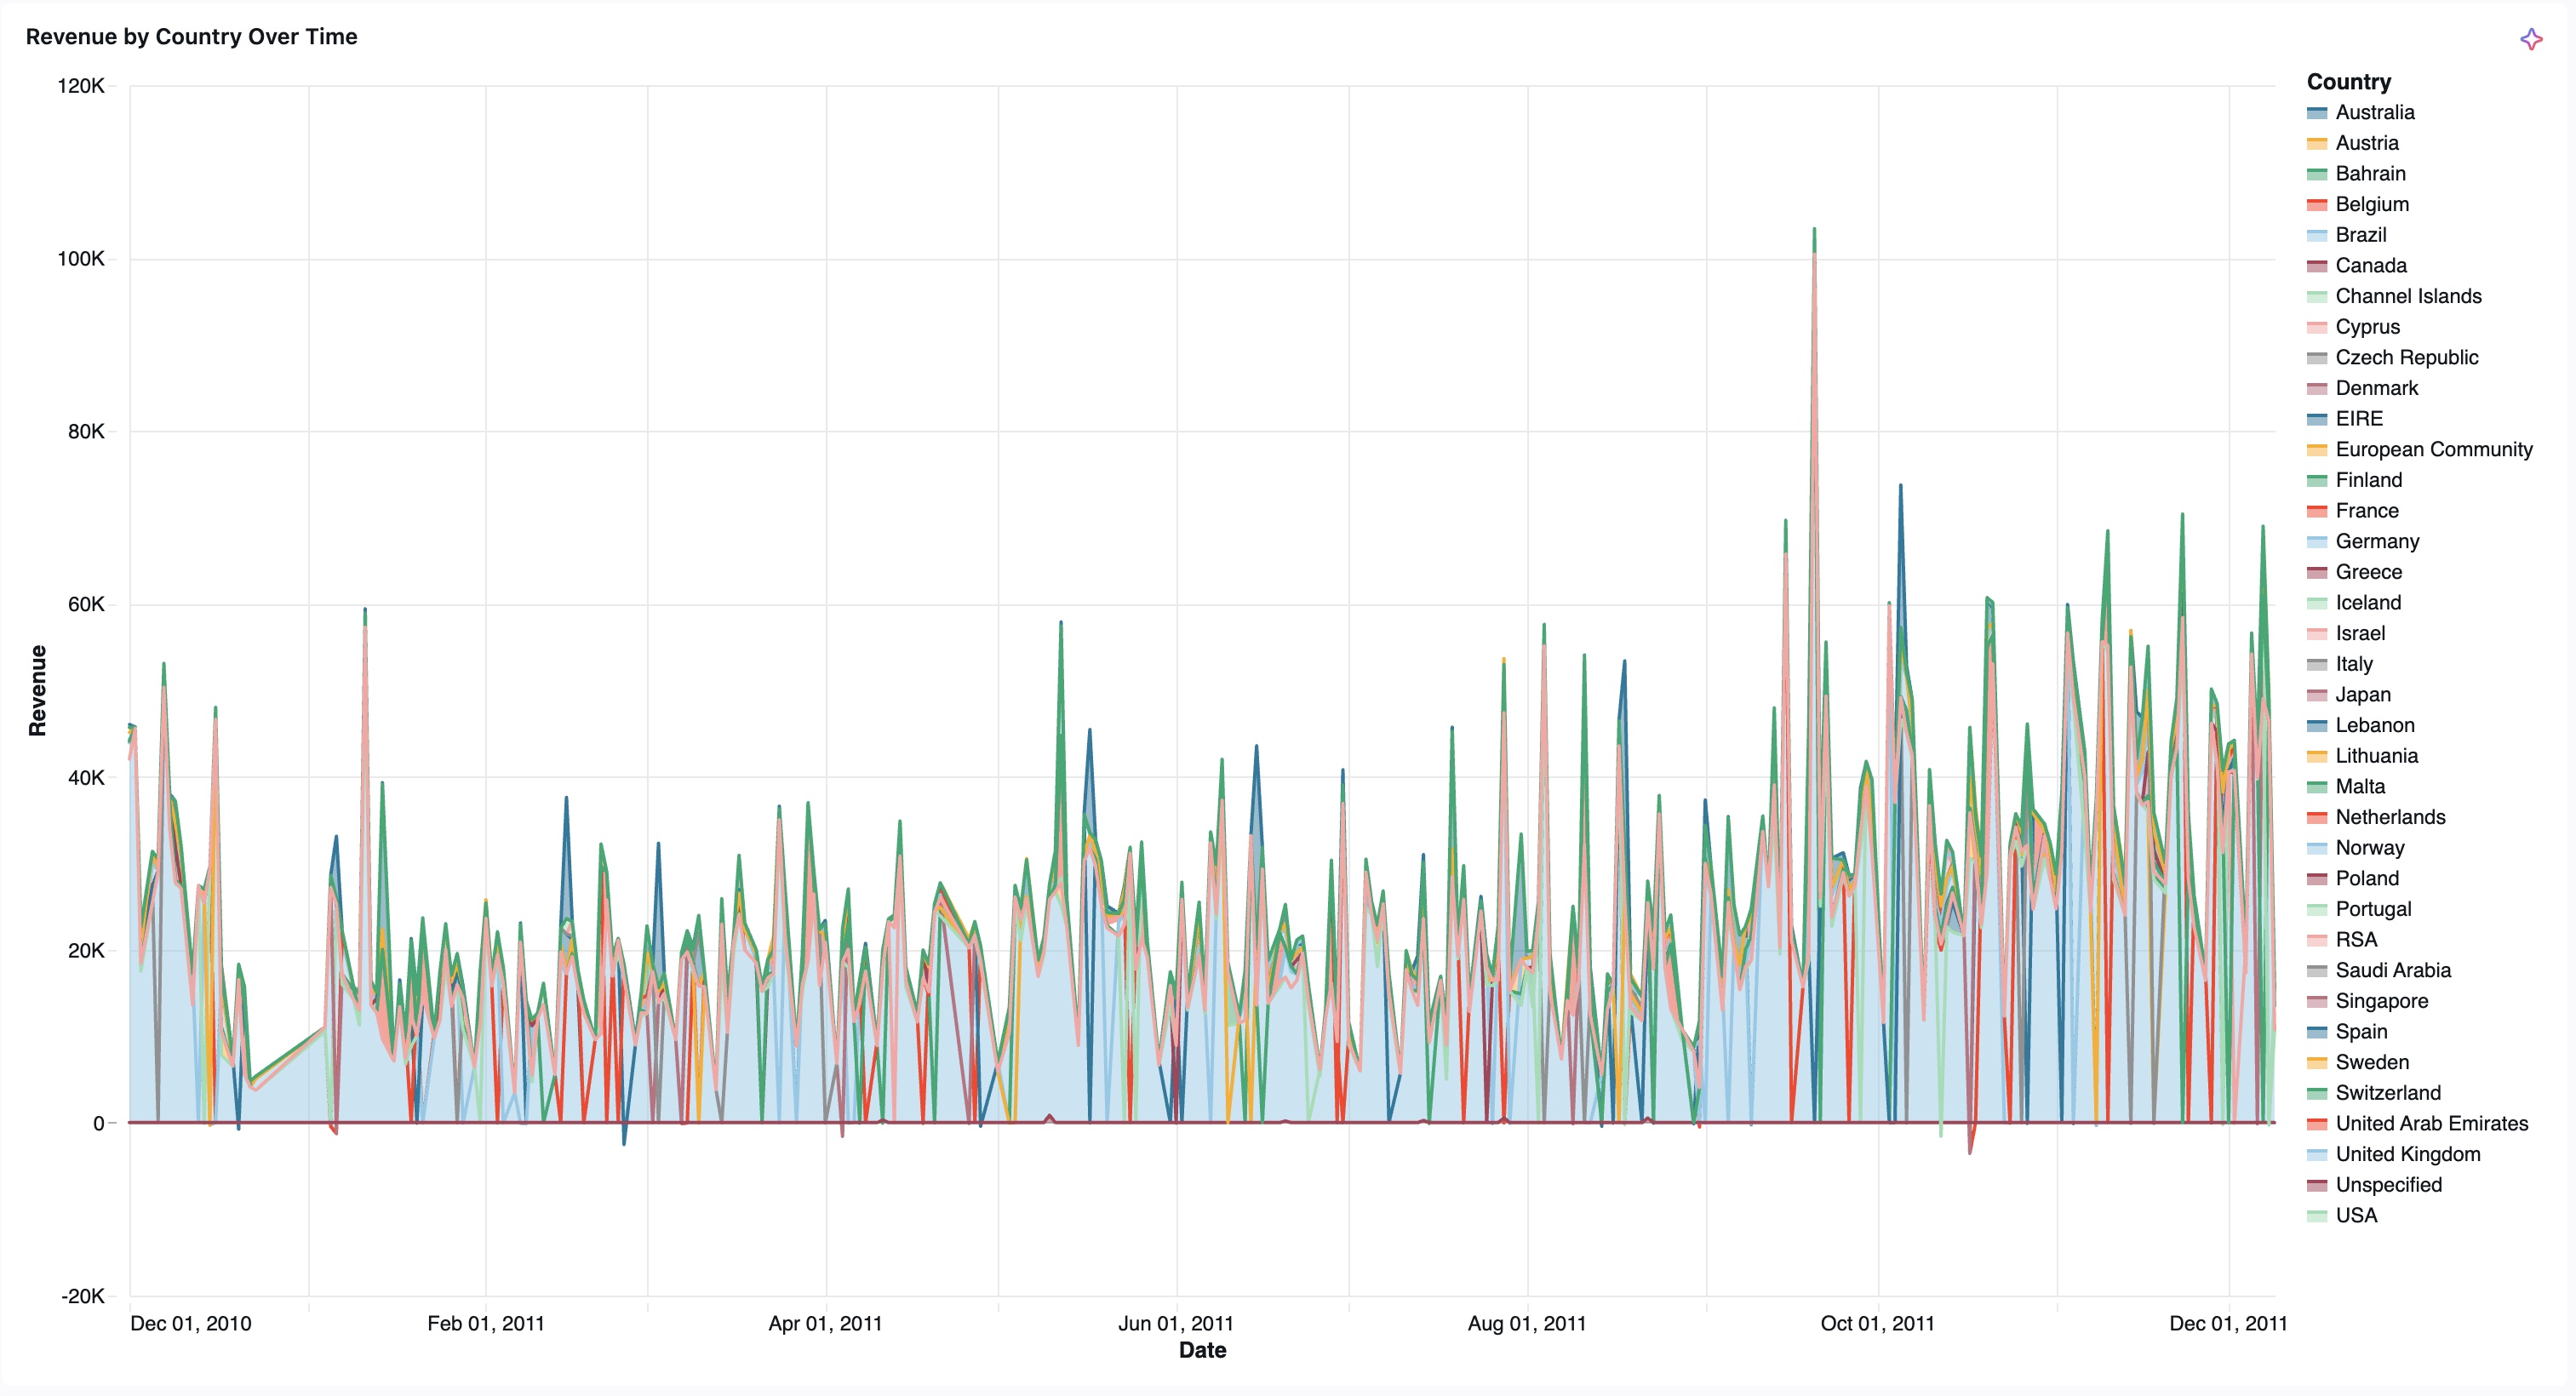 Revenue by Country Over Time
120K
100K
80K
60K
40K
20K
0
-20K
Revenue
Dec 01, 2010
Feb 01, 2011
Apr 01, 2011
Jun 01, 2011
Aug 01, 2011
Oct 01, 2011
Dec 01, 2011
Date
Country
Australia
Austria
Bahrain
Belgium
Brazil
Canada
Channel Islands
Cyprus
Czech Republic
Denmark
EIRE
European Community
Finland
France
Germany
Greece
Iceland
Israel
Italy
Japan
Lebanon
Lithuania
Malta
Netherlands
Norway
Poland
Portugal
RSA
Saudi Arabia
Singapore
Spain
Sweden
Switzerland
United Arab Emirates
United Kingdom
Unspecified
USA